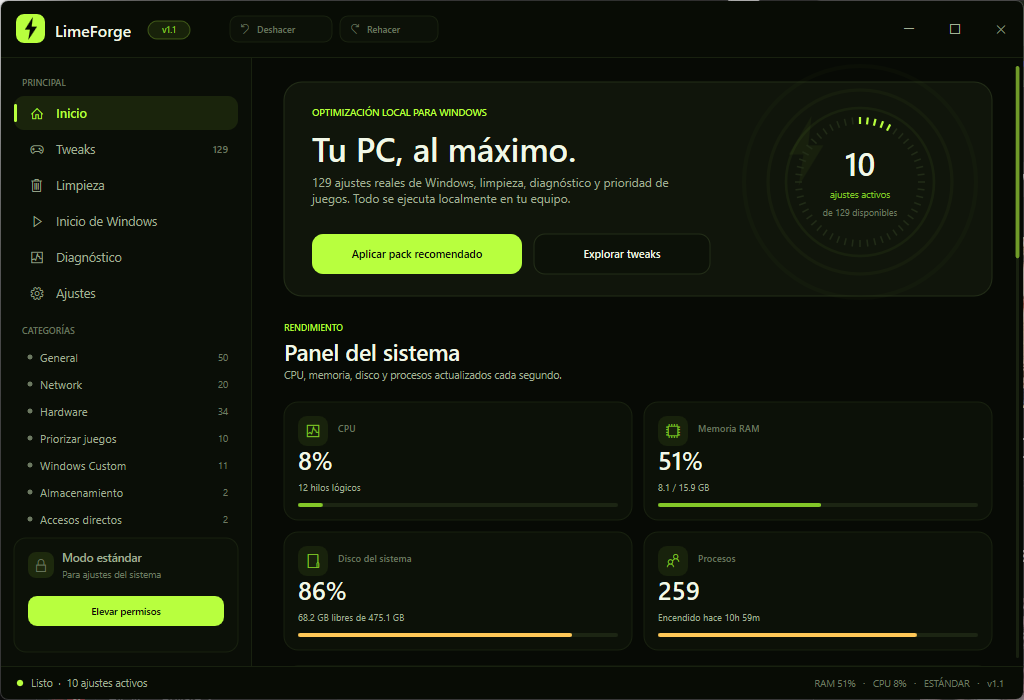 LimeForge
v1.1
Deshacer
Rehacer
PRINCIPAL
Inicio
Tweaks 129
Limpieza
Inicio de Windows
Diagnóstico
Ajustes
CATEGORÍAS
General 50
Network 20
Hardware 34
Priorizar juegos 10
Windows Custom 11
Almacenamiento 2
Accesos directos 2
Modo estándar
Para ajustes del sistema
Elevar permisos
OPTIMIZACIÓN LOCAL PARA WINDOWS
Tu PC, al máximo.
129 ajustes reales de Windows, limpieza, diagnóstico y prioridad de
juegos. Todo se ejecuta localmente en tu equipo.
Aplicar pack recomendado
Explorar tweaks
10
ajustes activos
de 129 disponibles
RENDIMIENTO
Panel del sistema
CPU, memoria, disco y procesos actualizados cada segundo.
CPU
8%
12 hilos lógicos
Memoria RAM
51%
8.1 / 15.9 GB
Disco del sistema
86%
68.2 GB libres de 475.1 GB
Procesos
259
Encendido hace 10h 59m
Listo · 10 ajustes activos
RAM 51% · CPU 8% · ESTÁNDAR · v1.1